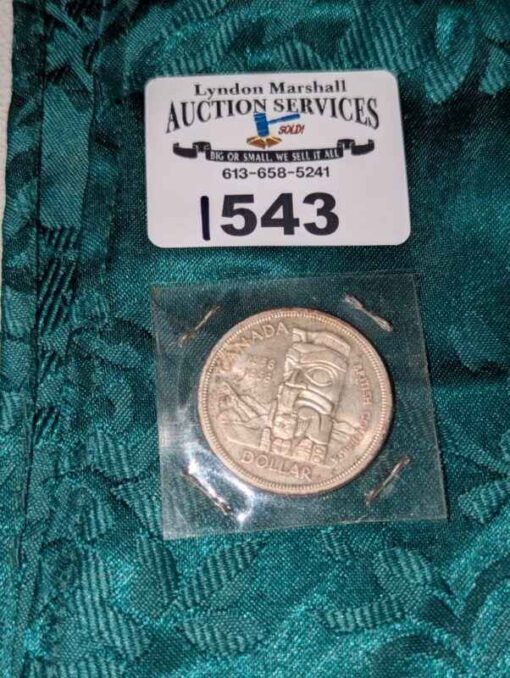 Lyndon Marshall
AUCTION SERVICES
SOLD!
BIG OR SMALL, WE SELL IT ALL
613-658-5241
1543
CANADA
DOLLAR